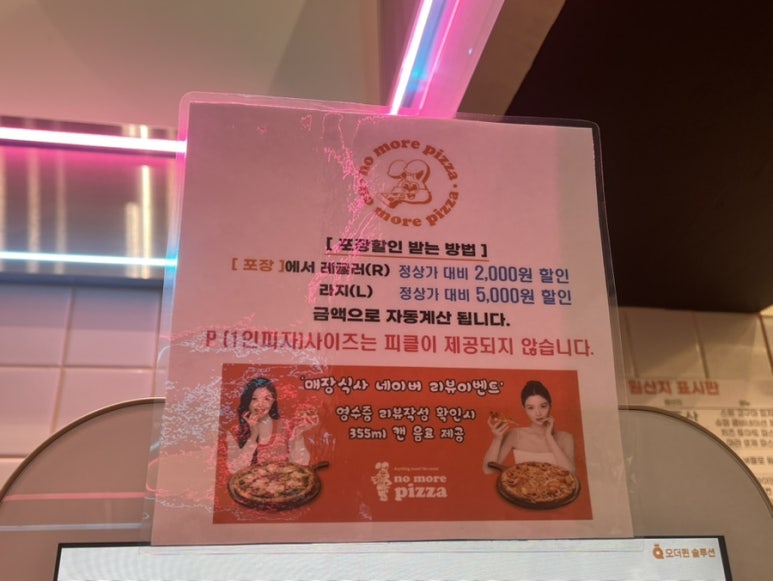 no more pizza
no more pizza
[ 포장할인 받는 방법 ]
[ 포장 ]에서 레귤러(R) 정상가 대비 2,000원 할인
라지(L) 정상가 대비 5,000원 할인
금액으로 자동계산 됩니다.
P (1인피자)사이즈는 피클이 제공되지 않습니다.
'매장식사 네이버 리뷰이벤트'
영수증 리뷰작성 확인시
355ml 캔 음료 제공
no more
pizza
원산지 표시판
오더퀸 솔루션